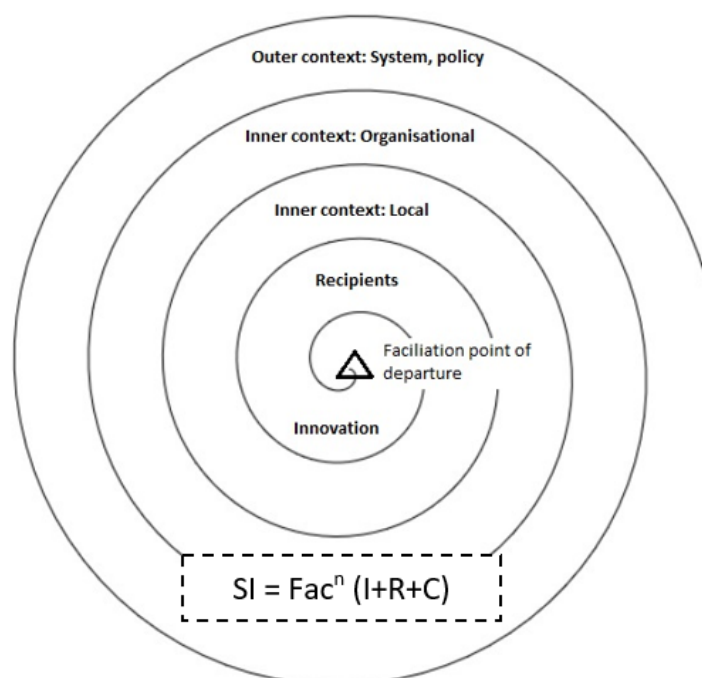 Outer context: System, policy
Inner context: Organisational
Inner context: Local
Recipients
Faciliation point of
departure
Innovation
SI = Facⁿ (I+R+C)